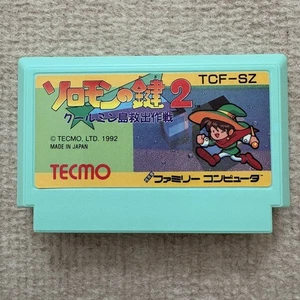 TCF-SZ
ソロモンの鍵2
クールミン島救出作戦
© TECMO, LTD. 1992
MADE IN JAPAN
TECMO
ファミリーコンピュータ